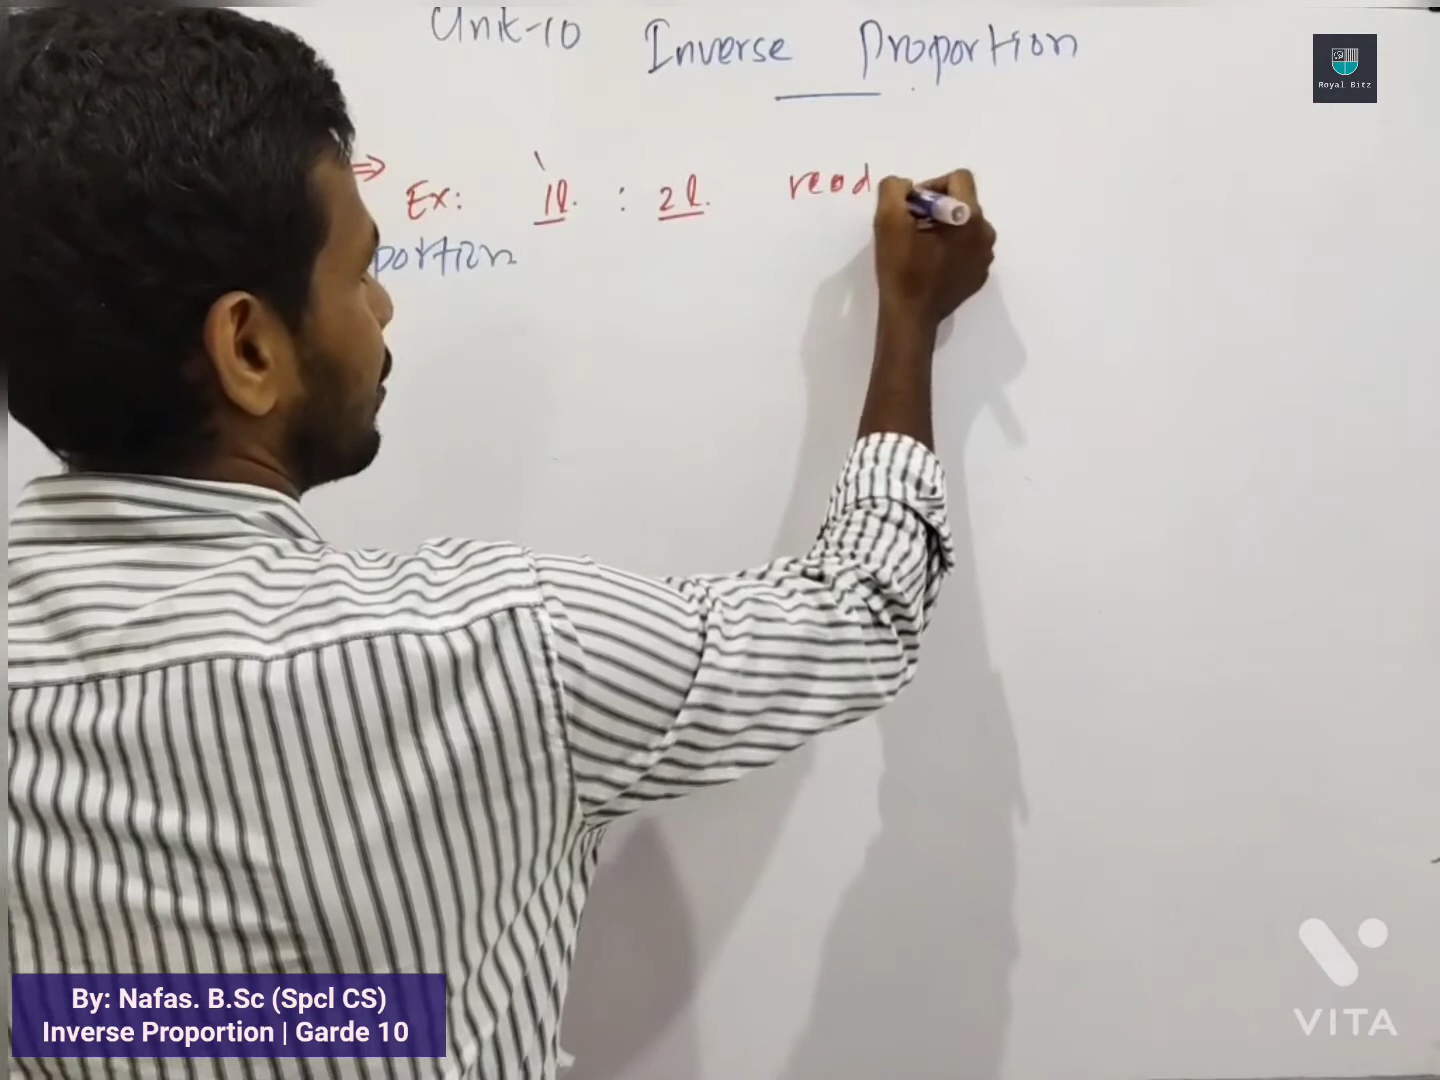 Unit-10 Inverse Proportion
Royal Bitz
⇒ Ex: 1l. : 2l. read
portion
By: Nafas. B.Sc (Spcl CS)
Inverse Proportion | Garde 10
VITA